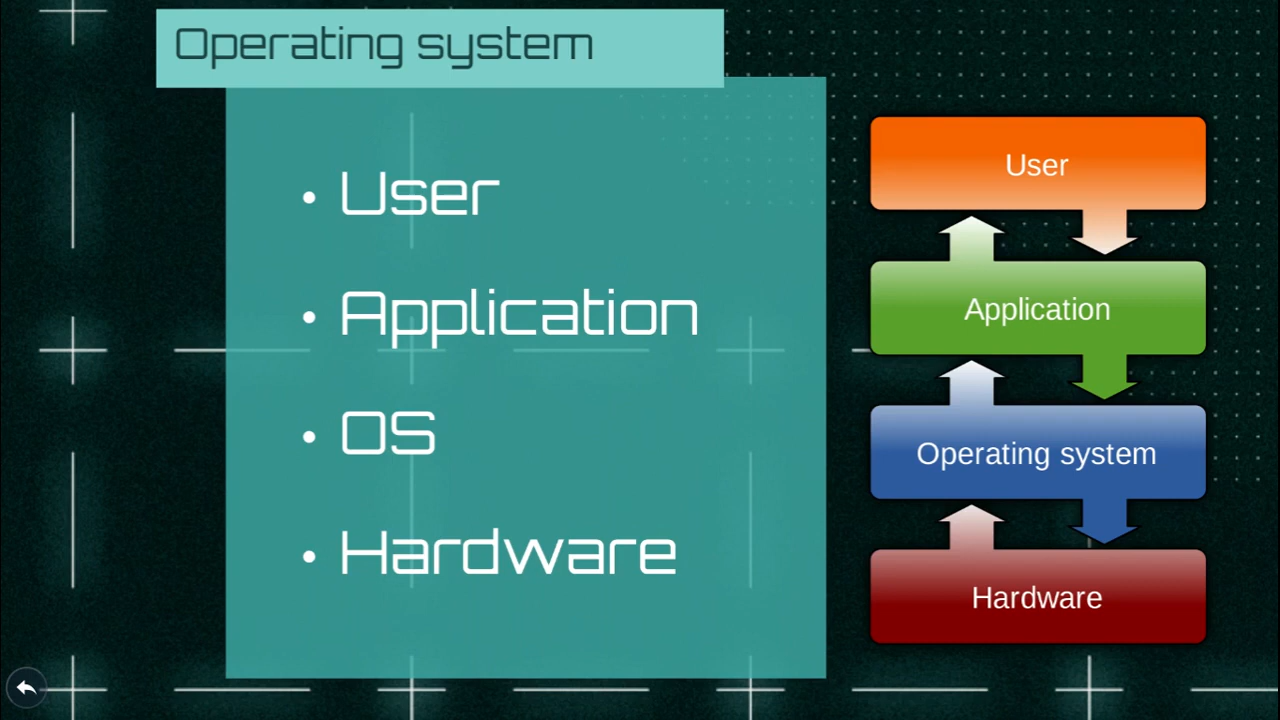 Operating system
• User
• Application
• OS
• Hardware
User
Application
Operating system
Hardware